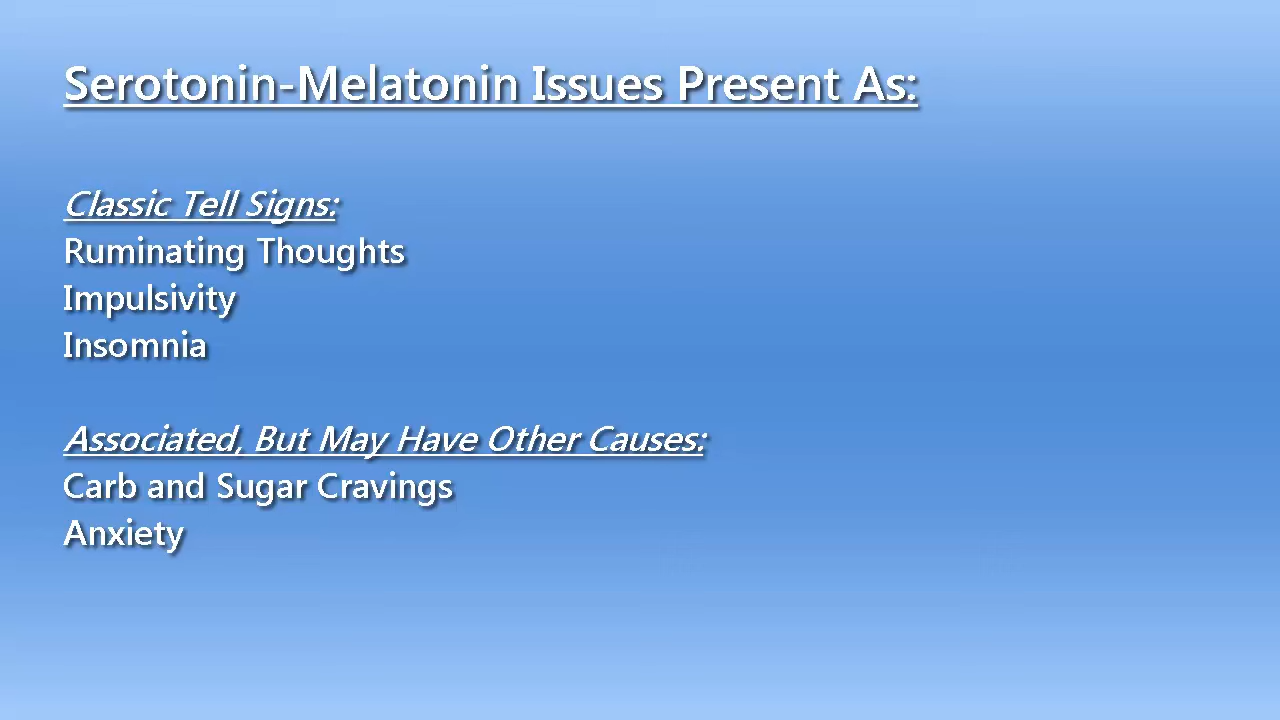 Serotonin-Melatonin Issues Present As:
Classic Tell Signs:
Ruminating Thoughts
Impulsivity
Insomnia
Associated, But May Have Other Causes:
Carb and Sugar Cravings
Anxiety